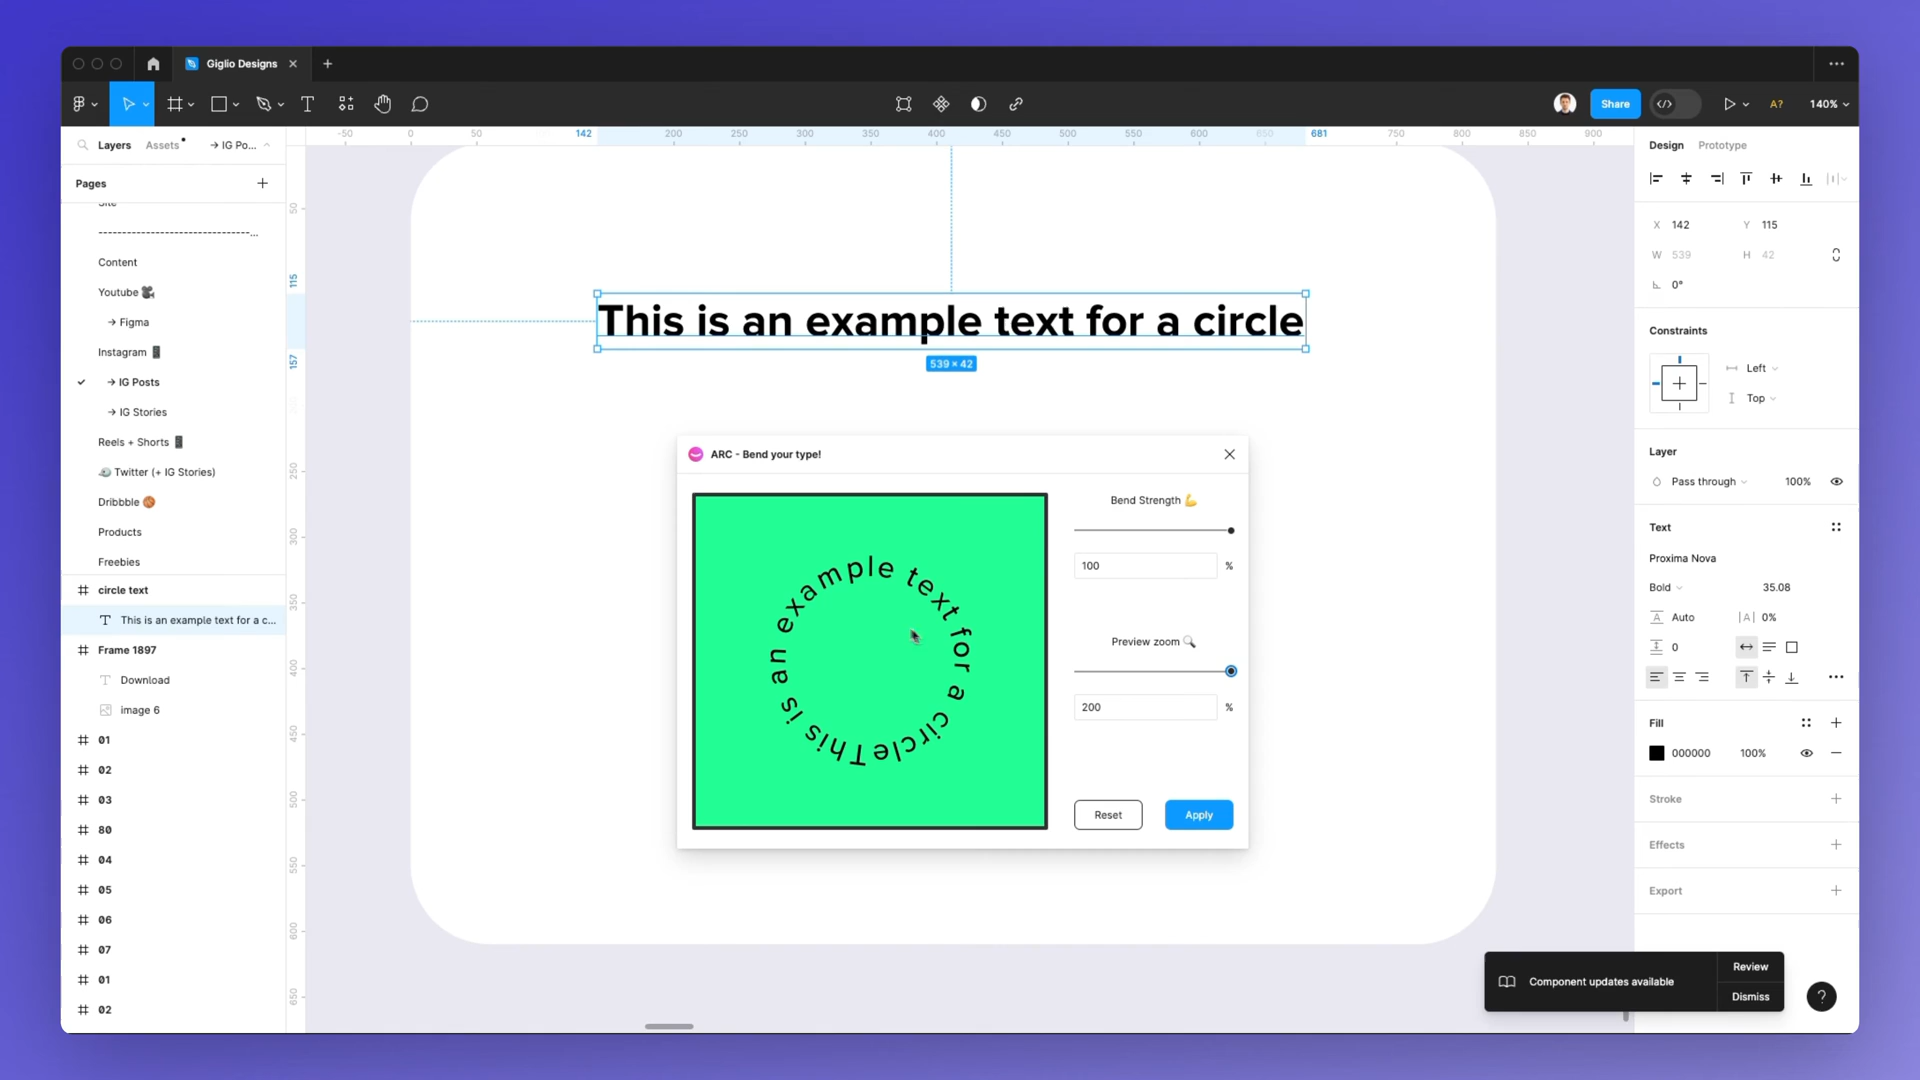 Giglio Designs
Share
A?
140%
Layers
Assets
→ IG Po...
Pages
Site
--------------------------------...
Content
Youtube 🎥
→ Figma
Instagram 📱
→ IG Posts
→ IG Stories
Reels + Shorts 📱
Twitter (+ IG Stories)
Dribbble 🏀
Products
Freebies
circle text
This is an example text for a c...
Frame 1897
Download
image 6
01
02
03
80
04
05
06
07
01
02
-50 0 50 142 200 250 300 350 400 450 500 550 600 650 681 750 800 850 900
50
115
157
250
300
350
400
450
500
550
600
650
This is an example text for a circle
539 × 42
ARC - Bend your type!
This is an example text for a circle
Bend Strength 💪
100 %
Preview zoom 🔍
200 %
Reset
Apply
Design
Prototype
X 142
Y 115
W 539
H 42
0°
Constraints
Left
Top
Layer
Pass through
100%
Text
Proxima Nova
Bold
35.08
Auto
|A| 0%
0
Fill
000000
100%
Stroke
Effects
Export
Component updates available
Review
Dismiss
?